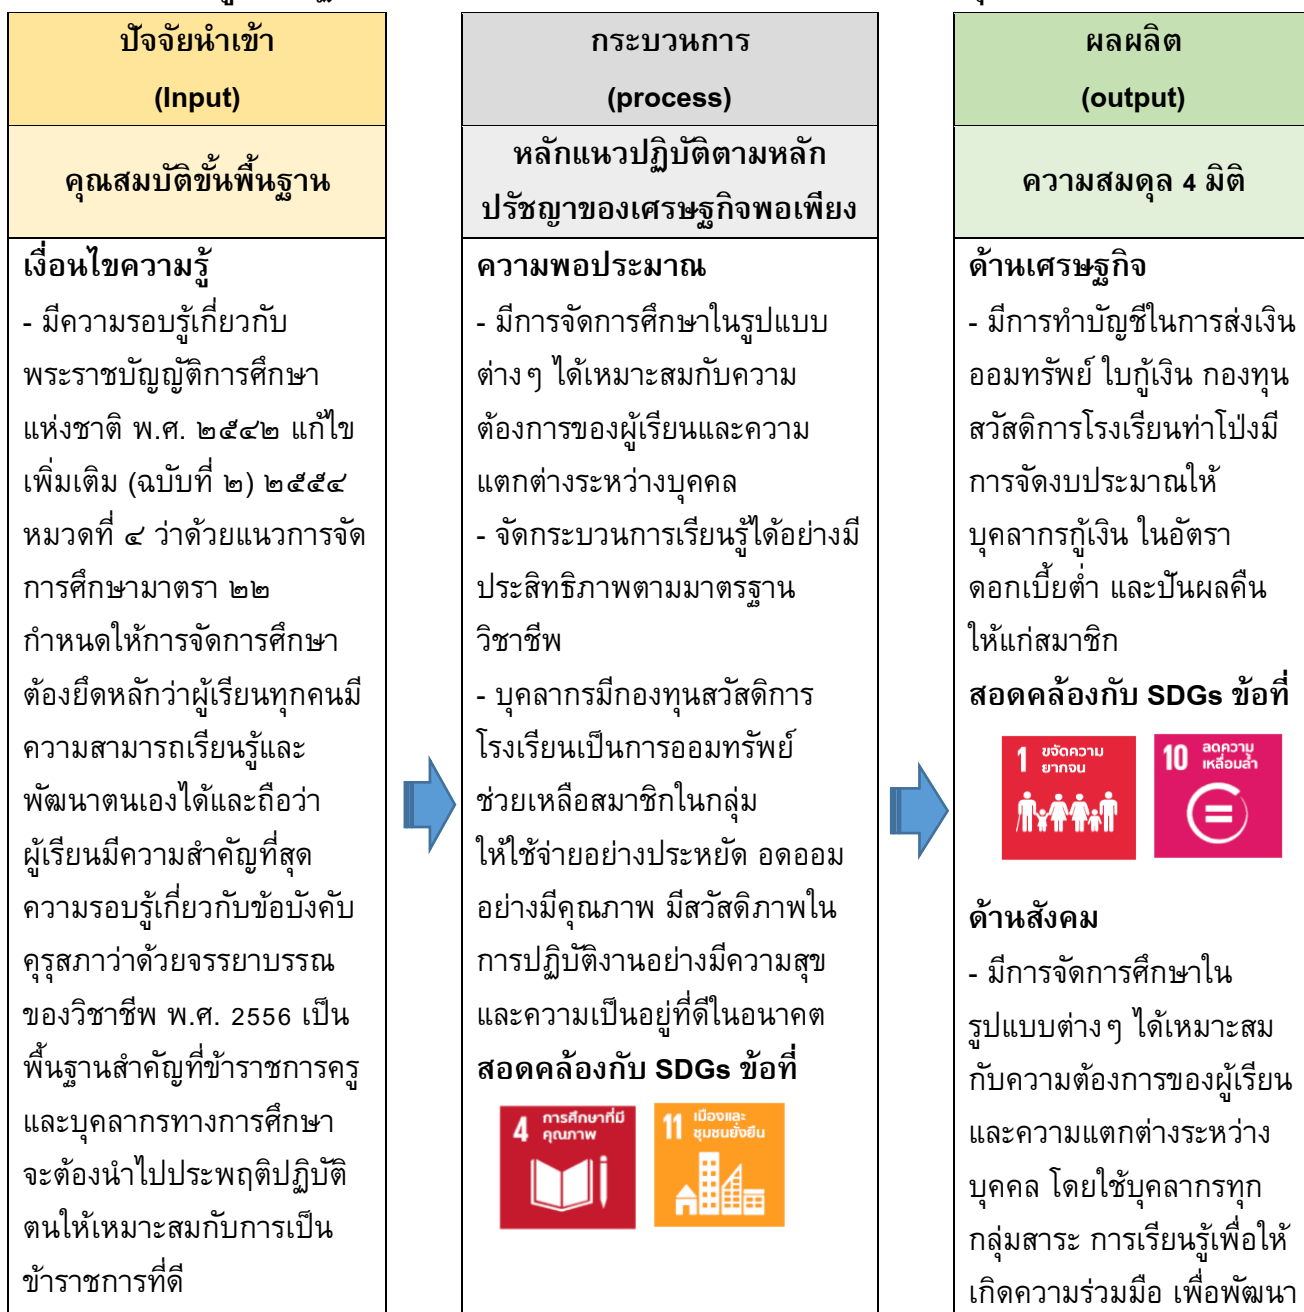 ปัจจัยนำเข้า
(Input)
คุณสมบัติขั้นพื้นฐาน
เงื่อนไขความรู้
- มีความรอบรู้เกี่ยวกับ
พระราชบัญญัติการศึกษา
แห่งชาติ พ.ศ. ๒๕๔๒ แก้ไข
เพิ่มเติม (ฉบับที่ ๒) ๒๕๕๔
หมวดที่ ๔ ว่าด้วยแนวการจัด
การศึกษามาตรา ๒๒
กำหนดให้การจัดการศึกษา
ต้องยึดหลักว่าผู้เรียนทุกคนมี
ความสามารถเรียนรู้และ
พัฒนาตนเองได้และถือว่า
ผู้เรียนมีความสำคัญที่สุด
ความรอบรู้เกี่ยวกับข้อบังคับ
คุรุสภาว่าด้วยจรรยาบรรณ
ของวิชาชีพ พ.ศ. 2556 เป็น
พื้นฐานสำคัญที่ข้าราชการครู
และบุคลากรทางการศึกษา
จะต้องนำไปประพฤติปฏิบัติ
ตนให้เหมาะสมกับการเป็น
ข้าราชการที่ดี
กระบวนการ
(process)
หลักแนวปฏิบัติตามหลัก
ปรัชญาของเศรษฐกิจพอเพียง
ความพอประมาณ
- มีการจัดการศึกษาในรูปแบบ
ต่างๆ ได้เหมาะสมกับความ
ต้องการของผู้เรียนและความ
แตกต่างระหว่างบุคคล
- จัดกระบวนการเรียนรู้ได้อย่างมี
ประสิทธิภาพตามมาตรฐาน
วิชาชีพ
- บุคลากรมีกองทุนสวัสดิการ
โรงเรียนเป็นการออมทรัพย์
ช่วยเหลือสมาชิกในกลุ่ม
ให้ใช้จ่ายอย่างประหยัด อดออม
อย่างมีคุณภาพ มีสวัสดิภาพใน
การปฏิบัติงานอย่างมีความสุข
และความเป็นอยู่ที่ดีในอนาคต
สอดคล้องกับ SDGs ข้อที่
4 การศึกษาที่มี
คุณภาพ
11 เมืองและ
ชุมชนยั่งยืน
ผลผลิต
(output)
ความสมดุล 4 มิติ
ด้านเศรษฐกิจ
- มีการทำบัญชีในการส่งเงิน
ออมทรัพย์ ใบกู้เงิน กองทุน
สวัสดิการโรงเรียนท่าโป่งมี
การจัดงบประมาณให้
บุคลากรกู้เงิน ในอัตรา
ดอกเบี้ยต่ำ และปันผลคืน
ให้แก่สมาชิก
สอดคล้องกับ SDGs ข้อที่
1 ขจัดความ
ยากจน
10 ลดความ
เหลื่อมล้ำ
ด้านสังคม
- มีการจัดการศึกษาใน
รูปแบบต่างๆ ได้เหมาะสม
กับความต้องการของผู้เรียน
และความแตกต่างระหว่าง
บุคคล โดยใช้บุคลากรทุก
กลุ่มสาระ การเรียนรู้เพื่อให้
เกิดความร่วมมือ เพื่อพัฒนา